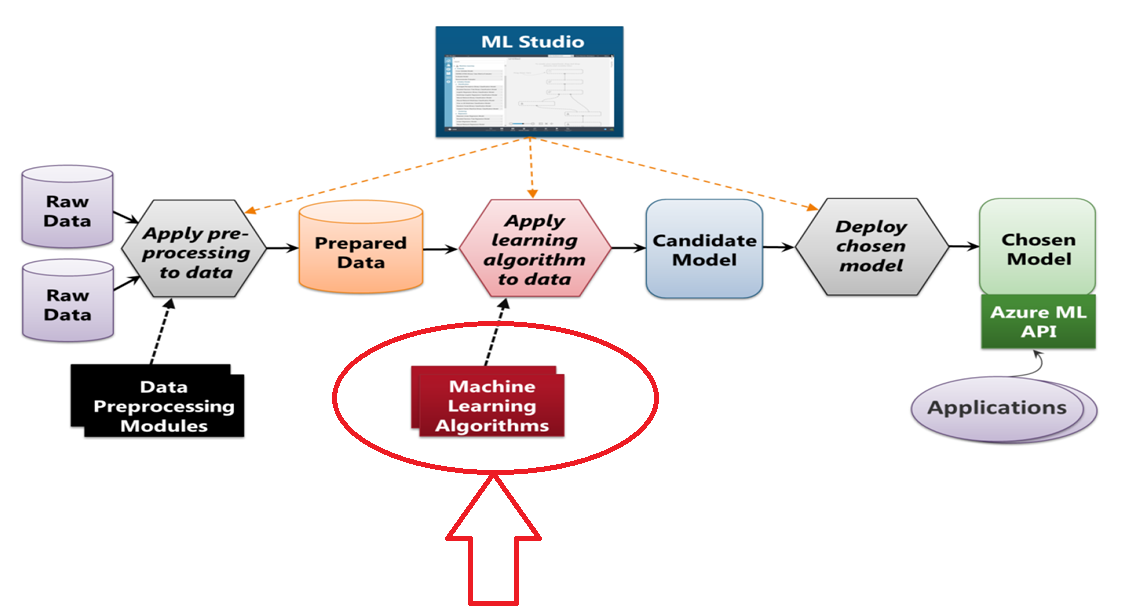 ML Studio
Raw
Data
Raw
Data
Apply pre-
processing
to data
Prepared
Data
Apply
learning
algorithm
to data
Candidate
Model
Deploy
chosen
model
Chosen
Model
Azure ML
API
Data
Preprocessing
Modules
Machine
Learning
Algorithms
Applications